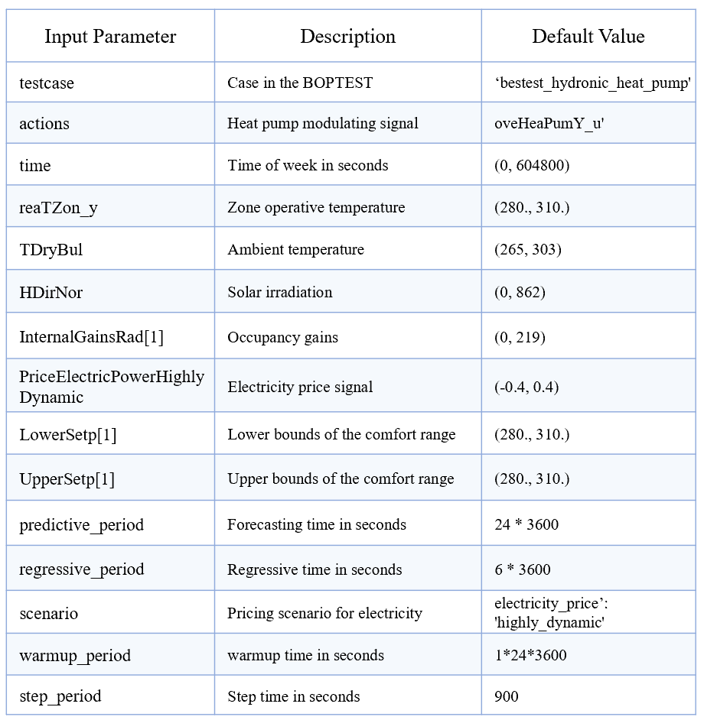 Input Parameter Description Default Value
testcase Case in the BOPTEST ‘bestest_hydronic_heat_pump'
actions Heat pump modulating signal oveHeaPumY_u'
time Time of week in seconds (0, 604800)
reaTZon_y Zone operative temperature (280., 310.)
TDryBul Ambient temperature (265, 303)
HDirNor Solar irradiation (0, 862)
InternalGainsRad[1] Occupancy gains (0, 219)
PriceElectricPowerHighly
Dynamic Electricity price signal (-0.4, 0.4)
LowerSetp[1] Lower bounds of the comfort range (280., 310.)
UpperSetp[1] Upper bounds of the comfort range (280., 310.)
predictive_period Forecasting time in seconds 24 * 3600
regressive_period Regressive time in seconds 6 * 3600
scenario Pricing scenario for electricity electricity_price’:
'highly_dynamic'
warmup_period warmup time in seconds 1*24*3600
step_period Step time in seconds 900